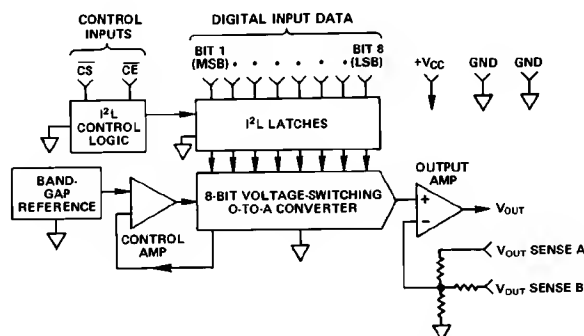 CONTROL
INPUTS
DIGITAL INPUT DATA
CS CE
BIT 1
(MSB)
BIT 8
(LSB)
+VCC GND GND
I²L
CONTROL
LOGIC
I²L LATCHES
BAND-
GAP
REFERENCE
CONTROL
AMP
8-BIT VOLTAGE-SWITCHING
O-TO-A CONVERTER
OUTPUT
AMP
+
−
VOUT
VOUT SENSE A
VOUT SENSE B